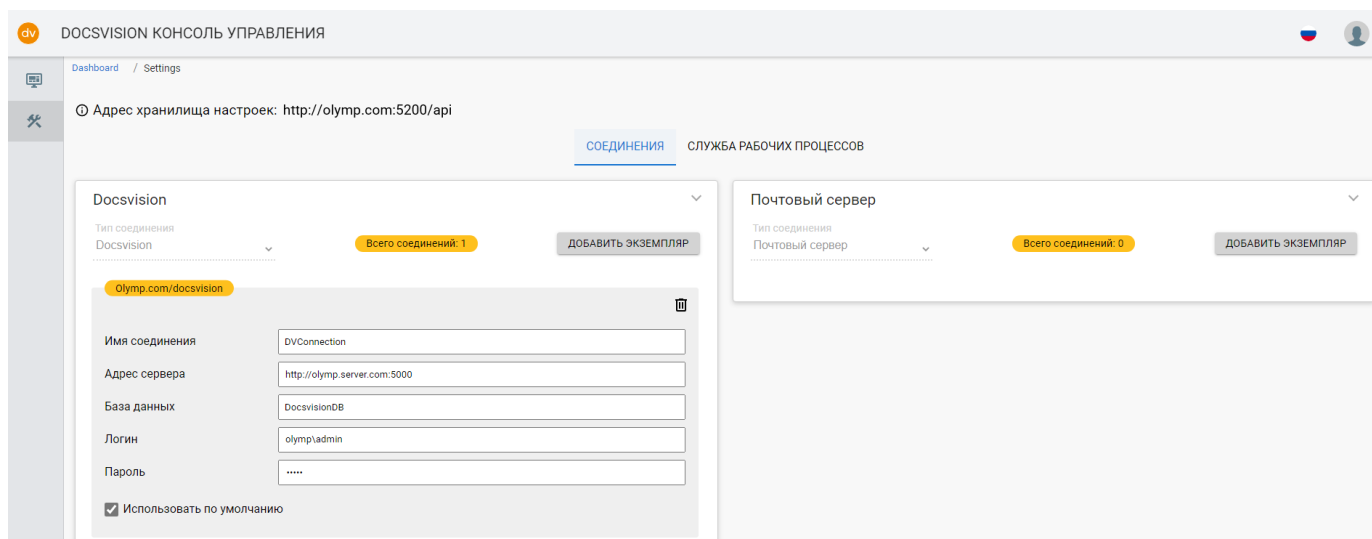 dv DOCSVISION КОНСОЛЬ УПРАВЛЕНИЯ
Dashboard / Settings
Адрес хранилища настроек: http://olymp.com:5200/api
СОЕДИНЕНИЯ СЛУЖБА РАБОЧИХ ПРОЦЕССОВ
Docsvision
Тип соединения
Docsvision
Всего соединений: 1
ДОБАВИТЬ ЭКЗЕМПЛЯР
Olymp.com/docsvision
Имя соединения DVConnection
Адрес сервера http://olymp.server.com:5000
База данных DocsvisionDB
Логин olymp\admin
Пароль •••••
Использовать по умолчанию
Почтовый сервер
Тип соединения
Почтовый сервер
Всего соединений: 0
ДОБАВИТЬ ЭКЗЕМПЛЯР